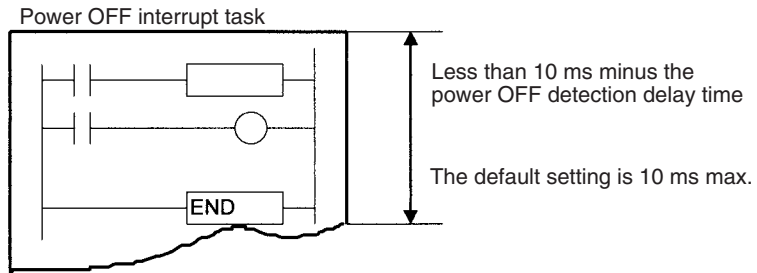 Power OFF interrupt task
Less than 10 ms minus the
power OFF detection delay time
The default setting is 10 ms max.
END